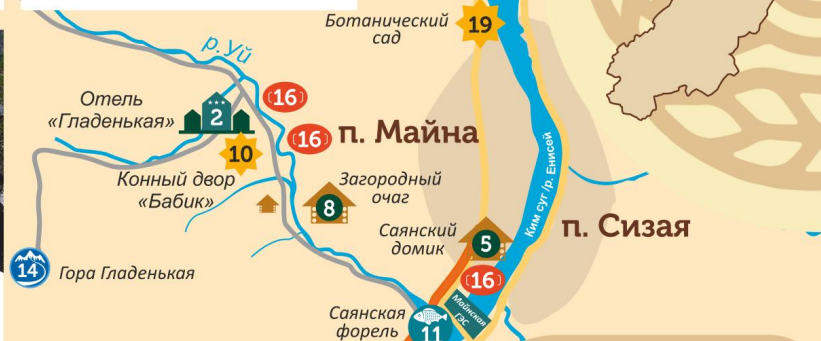 Ботанический
сад
19
р. Уй
16
Отель
«Гладенькая»
2
16
п. Майна
10
Конный двор
«Бабик»
Загородный
очаг
8
Ким суг /р. Енисей
п. Сизая
Саянский
домик
5
14
Гора Гладенькая
16
Майнская
ГЭС
Саянская
форель
11